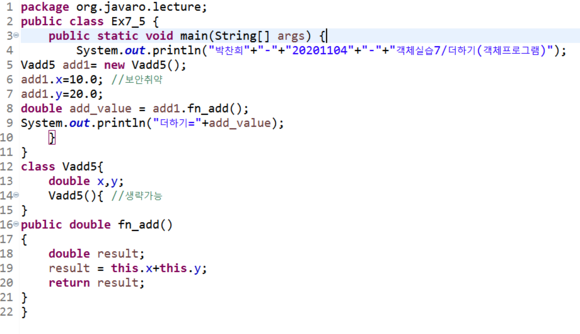 1 package org.javaro.lecture;
2 public class Ex7_5 {
3     public static void main(String[] args) {
4         System.out.println("박찬희"+"-"+"20201104"+"-"+"객체실습7/더하기(객체프로그램)");
5 Vadd5 add1= new Vadd5();
6 add1.x=10.0; //보안취약
7 add1.y=20.0;
8 double add_value = add1.fn_add();
9 System.out.println("더하기="+add_value);
10     }
11 }
12 class Vadd5{
13     double x,y;
14     Vadd5(){ //생략가능
15 }
16 public double fn_add()
17 {
18     double result;
19     result = this.x+this.y;
20     return result;
21 }
22 }